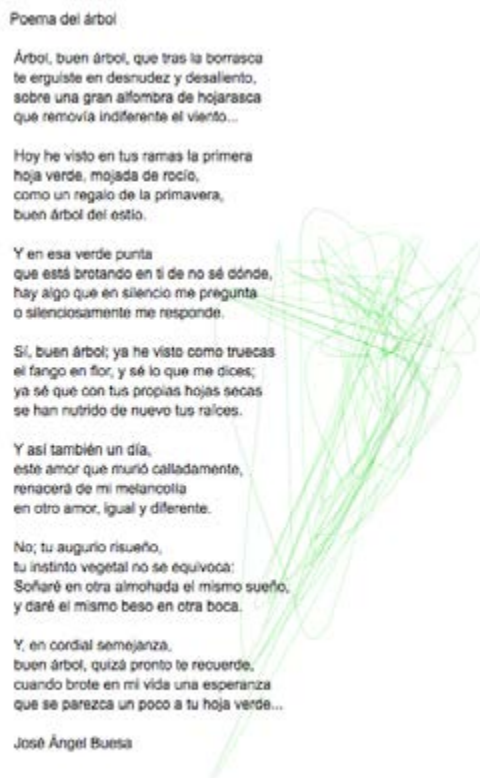 Poema del árbol
Árbol, buen árbol, que tras la borrasca
te erguiste en desnudez y desaliento,
sobre una gran alfombra de hojarasca
que removía indiferente el viento...
Hoy he visto en tus ramas la primera
hoja verde, mojada de rocío,
como un regalo de la primavera,
buen árbol del estío.
Y en esa verde punta
que está brotando en ti de no sé dónde,
hay algo que en silencio me pregunta
o silenciosamente me responde.
Sí, buen árbol; ya he visto como truecas
el fango en flor, y sé lo que me dices;
ya sé que con tus propias hojas secas
se han nutrido de nuevo tus raíces.
Y así también un día,
este amor que murió calladamente,
renacerá de mi melancolía
en otro amor, igual y diferente.
No; tu augurio risueño,
tu instinto vegetal no se equivoca:
Soñaré en otra almohada el mismo sueño,
y daré el mismo beso en otra boca.
Y, en cordial semejanza,
buen árbol, quizá pronto te recuerde,
cuando brote en mi vida una esperanza
que se parezca un poco a tu hoja verde...
José Ángel Buesa